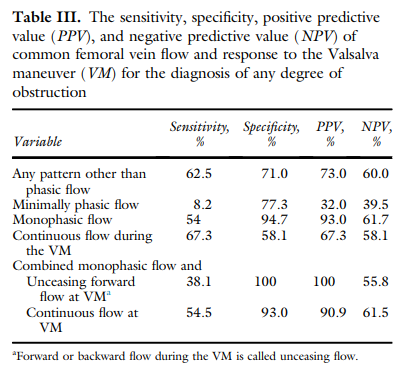 Table III. The sensitivity, specificity, positive predictive
value (PPV), and negative predictive value (NPV) of
common femoral vein flow and response to the Valsalva
maneuver (VM) for the diagnosis of any degree of
obstruction
Variable Sensitivity, % Specificity, % PPV, % NPV, %
Any pattern other than 62.5 71.0 73.0 60.0
phasic flow
Minimally phasic flow 8.2 77.3 32.0 39.5
Monophasic flow 54 94.7 93.0 61.7
Continuous flow during 67.3 58.1 67.3 58.1
the VM
Combined monophasic flow and
Unceasing forward 38.1 100 100 55.8
flow at VMa
Continuous flow at 54.5 93.0 90.9 61.5
VM
aForward or backward flow during the VM is called unceasing flow.